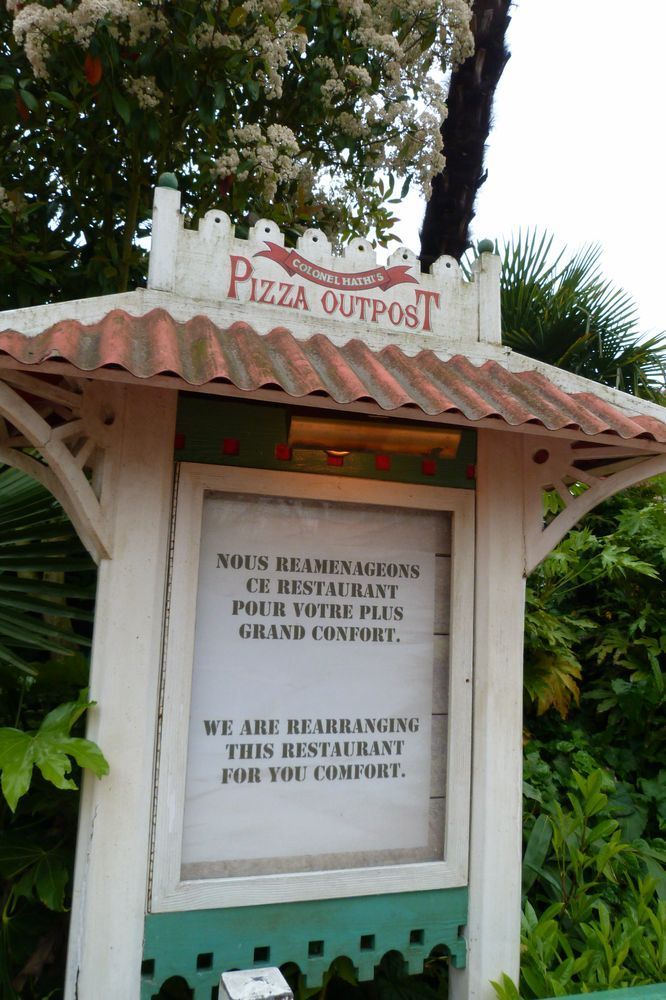 COLONEL HATHI'S
PIZZA OUTPOST
NOUS REAMENAGEONS
CE RESTAURANT
POUR VOTRE PLUS
GRAND CONFORT.
WE ARE REARRANGING
THIS RESTAURANT
FOR YOU COMFORT.